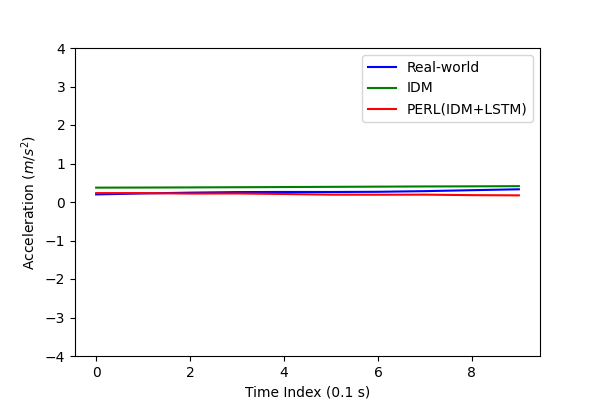 Real-world
IDM
PERL(IDM+LSTM)
4
3
2
1
0
−1
−2
−3
−4
Acceleration (m/s²)
0 2 4 6 8
Time Index (0.1 s)